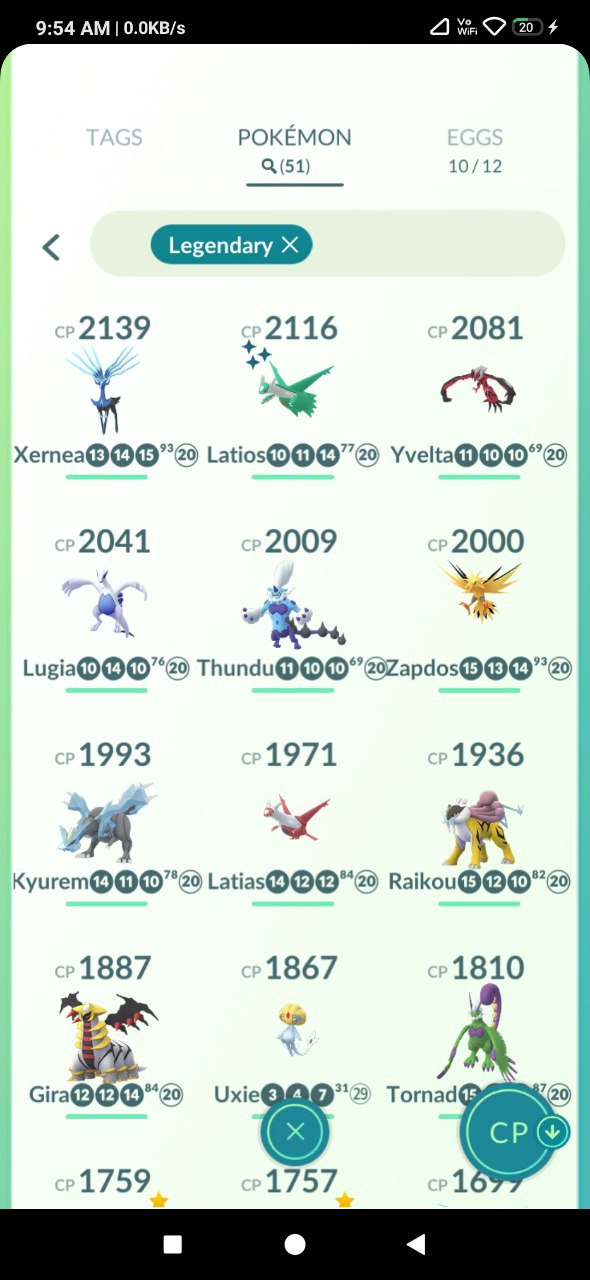 9:54 AM | 0.0KB/s Vo WiFi 20
TAGS POKÉMON EGGS
(51) 10 / 12
Legendary
CP 2139 CP 2116 CP 2081
Xernea 13 14 15 93 20 Latios 10 11 14 77 20 Yvelta 11 10 10 69 20
CP 2041 CP 2009 CP 2000
Lugia 10 14 10 76 20 Thundu 11 10 10 69 20 Zapdos 15 13 14 93 20
CP 1993 CP 1971 CP 1936
Kyurem 14 11 10 78 20 Latias 14 12 12 84 20 Raikou 15 12 10 82 20
CP 1887 CP 1867 CP 1810
Gira 12 12 14 84 20 Uxie 3 4 7 31 29 Tornad 15 87 20
CP
CP 1759 CP 1757 CP 1699